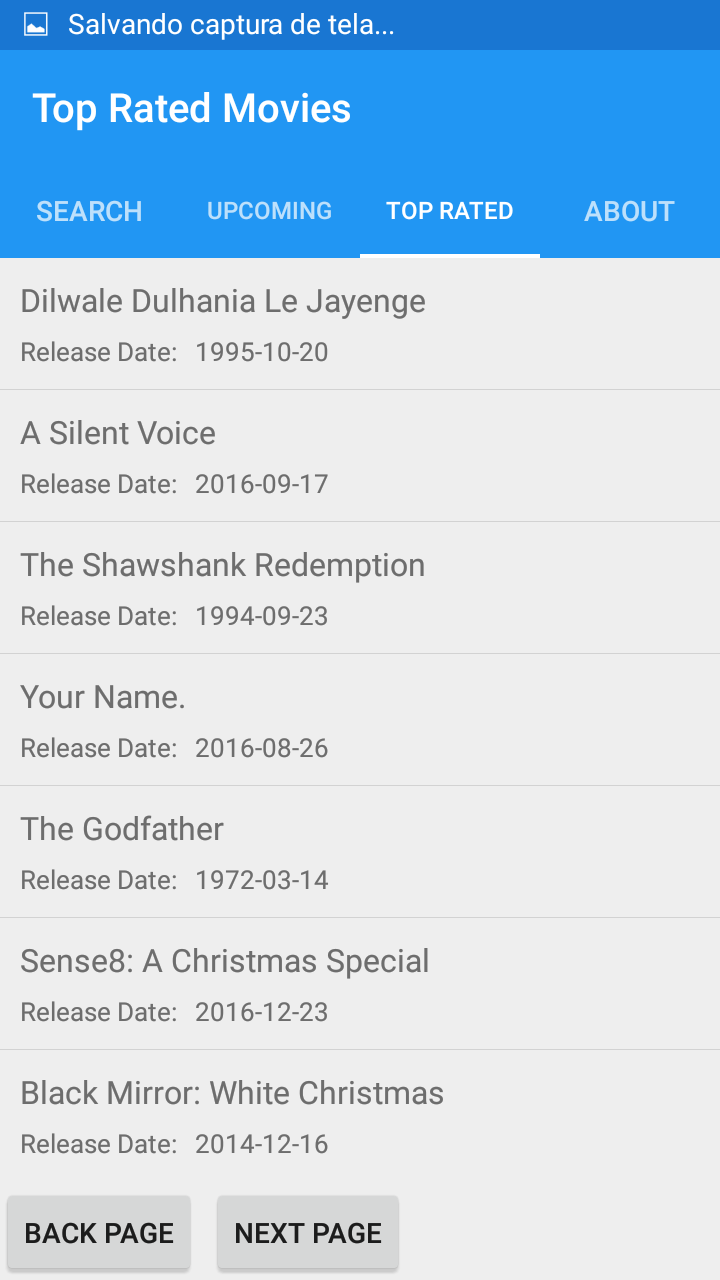 Salvando captura de tela...
Top Rated Movies
SEARCH UPCOMING TOP RATED ABOUT
Dilwale Dulhania Le Jayenge
Release Date: 1995-10-20
A Silent Voice
Release Date: 2016-09-17
The Shawshank Redemption
Release Date: 1994-09-23
Your Name.
Release Date: 2016-08-26
The Godfather
Release Date: 1972-03-14
Sense8: A Christmas Special
Release Date: 2016-12-23
Black Mirror: White Christmas
Release Date: 2014-12-16
BACK PAGE NEXT PAGE